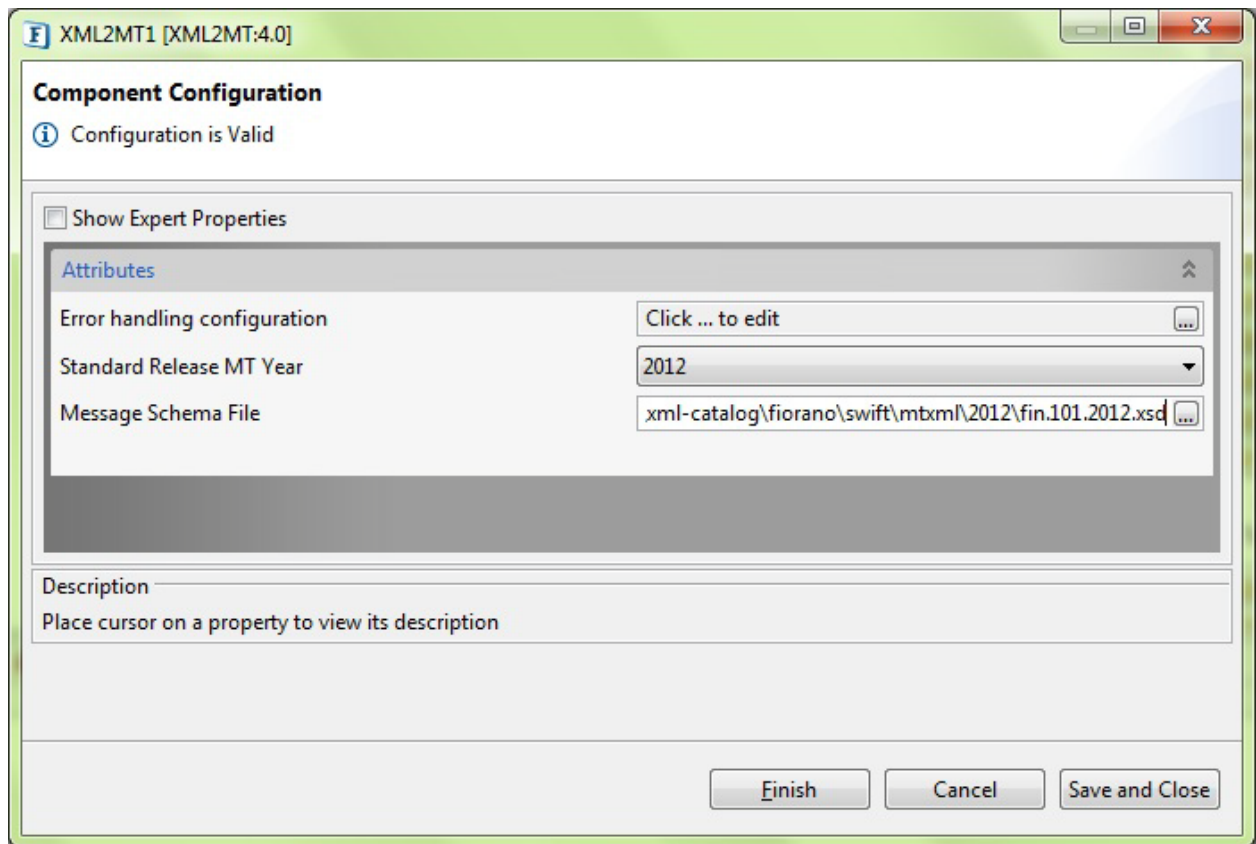 XML2MT1 [XML2MT:4.0]
Component Configuration
Configuration is Valid
Show Expert Properties
Attributes
Error handling configuration Click ... to edit ...
Standard Release MT Year 2012
Message Schema File xml-catalog\fiorano\swift\mtxml\2012\fin.101.2012.xsd ...
Description
Place cursor on a property to view its description
Finish Cancel Save and Close